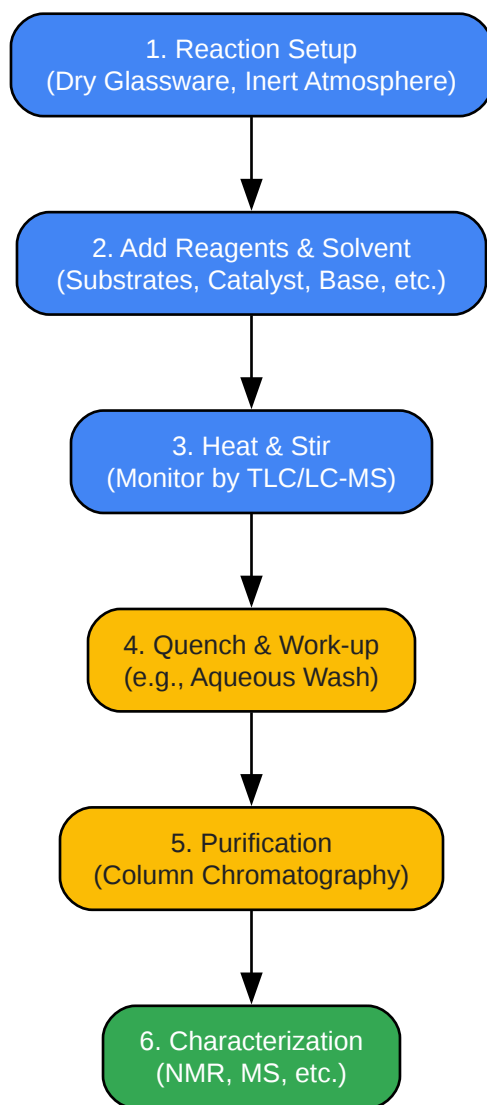 1. Reaction Setup
(Dry Glassware, Inert Atmosphere)
2. Add Reagents & Solvent
(Substrates, Catalyst, Base, etc.)
3. Heat & Stir
(Monitor by TLC/LC-MS)
4. Quench & Work-up
(e.g., Aqueous Wash)
5. Purification
(Column Chromatography)
6. Characterization
(NMR, MS, etc.)